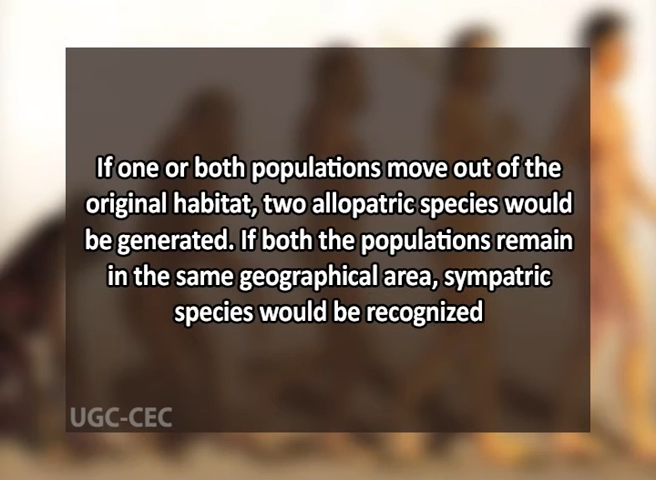 If one or both populations move out of the
original habitat, two allopatric species would
be generated. If both the populations remain
in the same geographical area, sympatric
species would be recognized
UGC-CEC